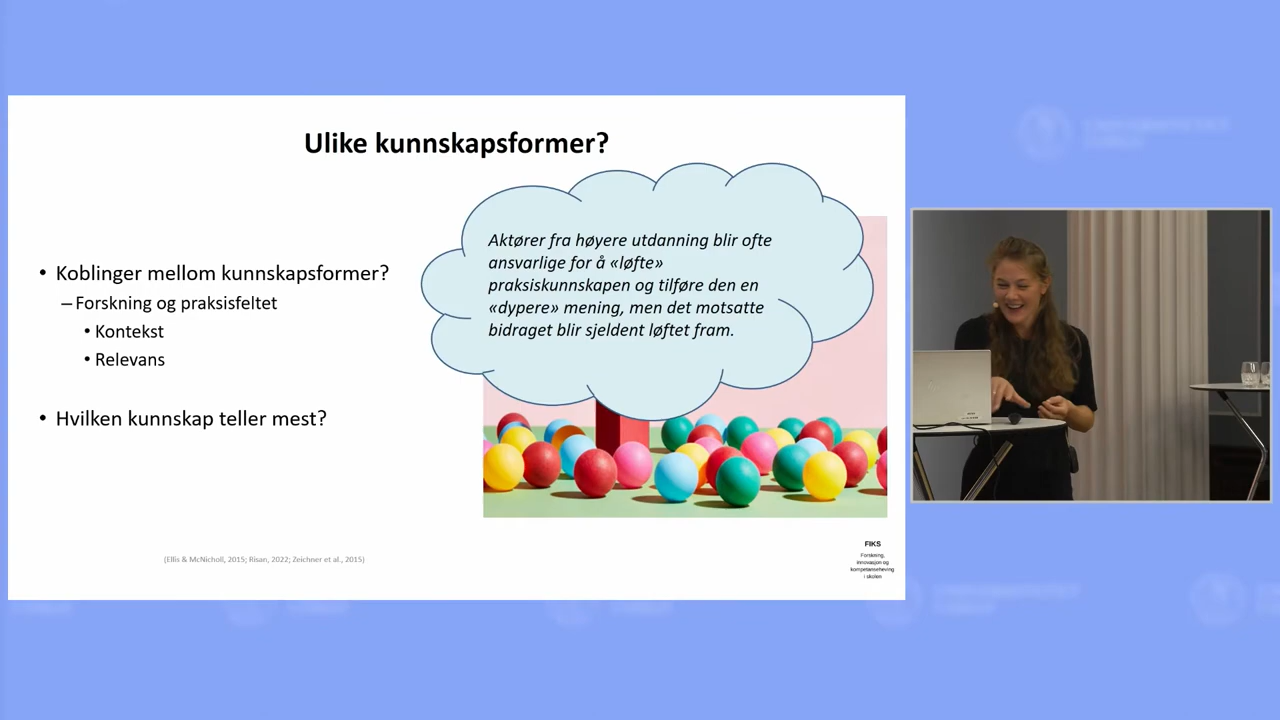 Ulike kunnskapsformer?
• Koblinger mellom kunnskapsformer?
– Forskning og praksisfeltet
• Kontekst
• Relevans
• Hvilken kunnskap teller mest?
Aktører fra høyere utdanning blir ofte
ansvarlige for å «løfte»
praksiskunnskapen og tilføre den en
«dypere» mening, men det motsatte
bidraget blir sjeldent løftet fram.
(Ellis & McNicholl, 2015; Risan, 2022; Zeichner et al., 2015)
FIKS
Forskning,
innovasjon og
kompetanseheving
i skolen